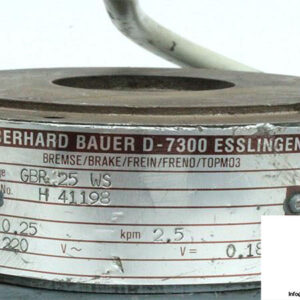 BERHARD BAUER D-7300 ESSLINGEN
BREMSE/BRAKE/FREIN/FRENO/TOPMO3
GBR 25 WS
No. H 41198
0.25 kpm 2.5
220 V~ V= 0.18